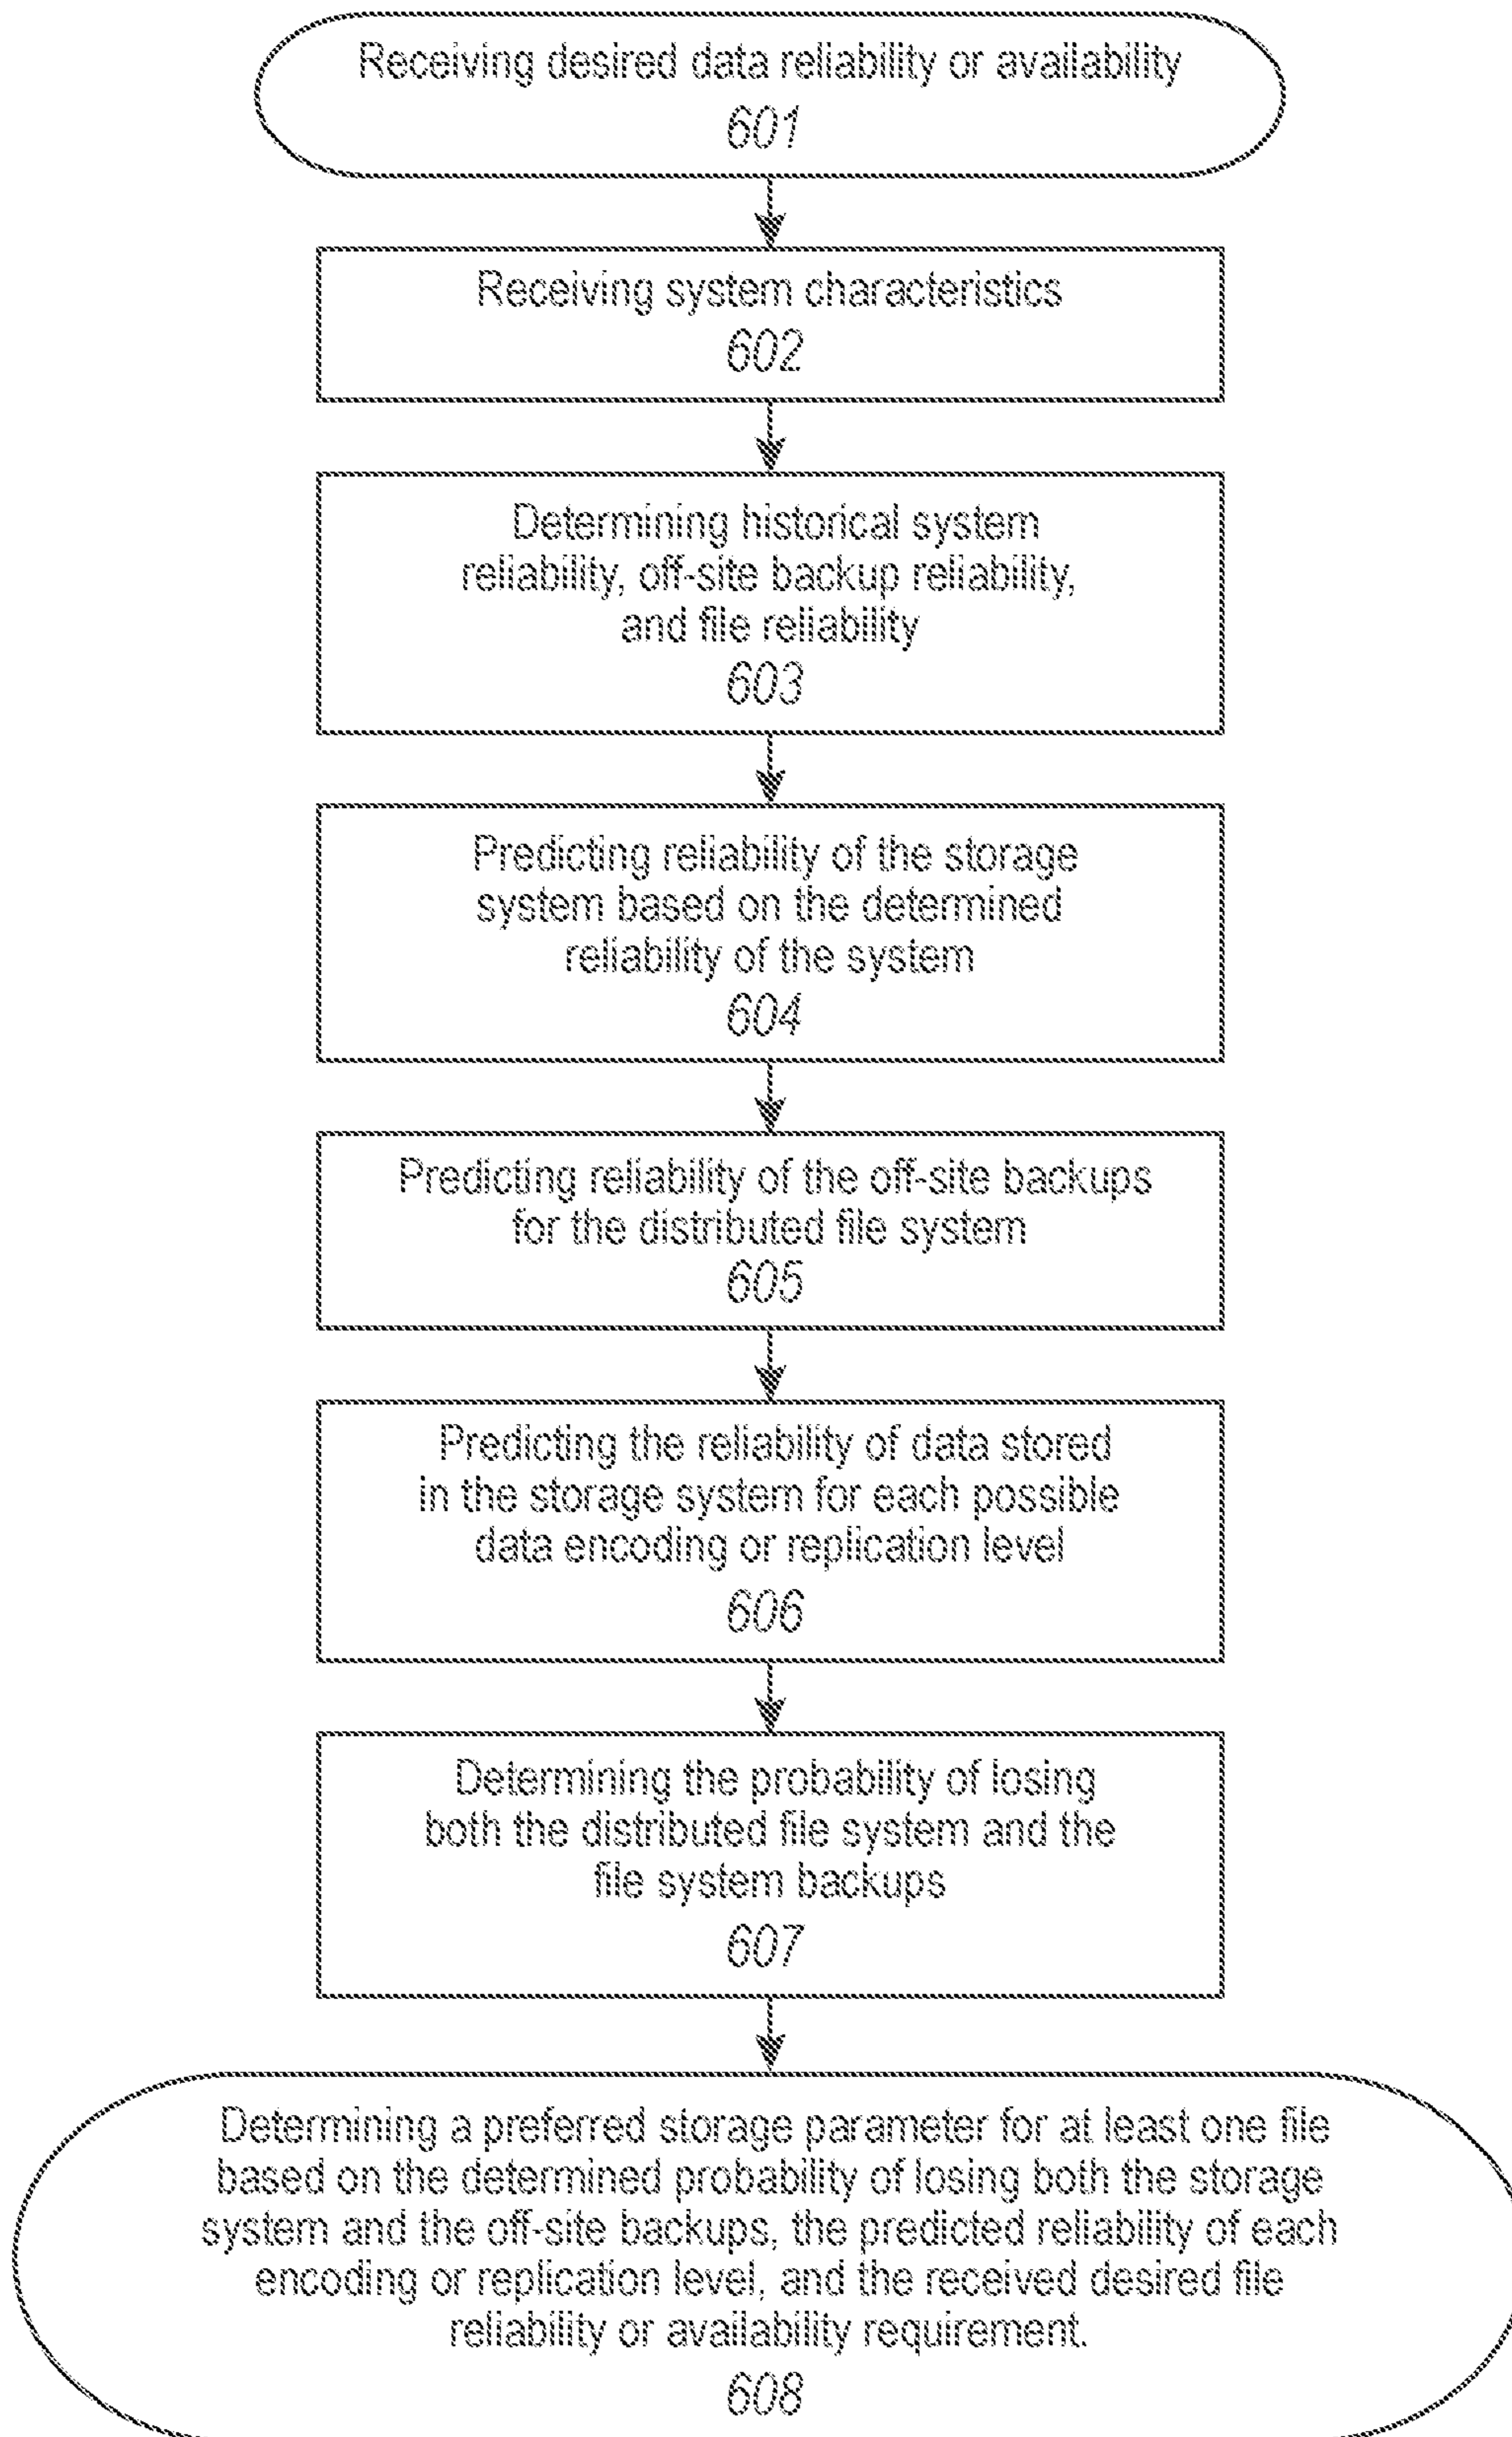 Receiving desired data reliability or availability
601
Receiving system characteristics
602
Determining historical system
reliability, off-site backup reliability,
and file reliability
603
Predicting reliability of the storage
system based on the determined
reliability of the system
604
Predicting reliability of the off-site backups
for the distributed file system
605
Predicting the reliability of data stored
in the storage system for each possible
data encoding or replication level
606
Determining the probability of losing
both the distributed file system and the
file system backups
607
Determining a preferred storage parameter for at least one file
based on the determined probability of losing both the storage
system and the off-site backups, the predicted reliability of each
encoding or replication level, and the received desired file
reliability or availability requirement.
608